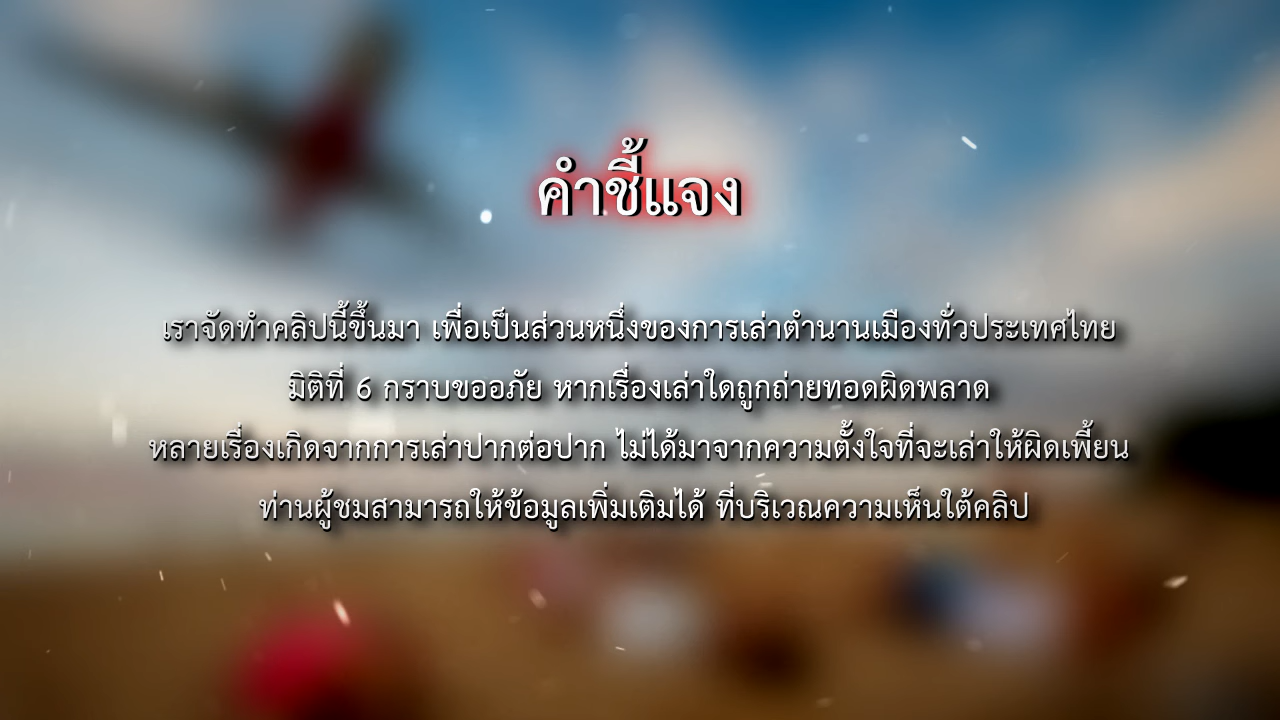 คำชี้แจง
เราจัดทำคลิปนี้ขึ้นมา เพื่อเป็นส่วนหนึ่งของการเล่าตำนานเมืองทั่วประเทศไทย
มิติที่ 6 กราบขออภัย หากเรื่องเล่าใดถูกถ่ายทอดผิดพลาด
หลายเรื่องเกิดจากการเล่าปากต่อปาก ไม่ได้มาจากความตั้งใจที่จะเล่าให้ผิดเพี้ยน
ท่านผู้ชมสามารถให้ข้อมูลเพิ่มเติมได้ ที่บริเวณความเห็นใต้คลิป